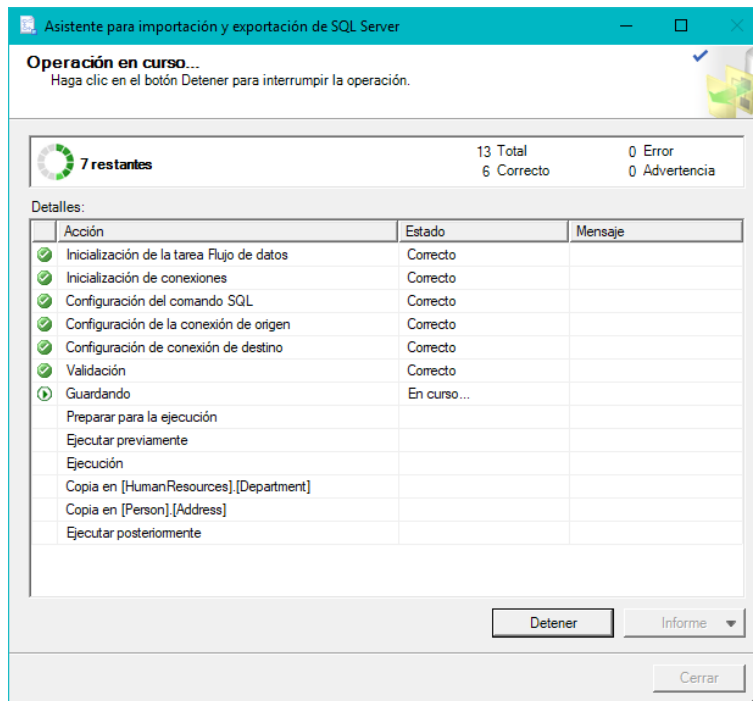 Asistente para importación y exportación de SQL Server
Operación en curso...
Haga clic en el botón Detener para interrumpir la operación.
7 restantes
13 Total
0 Error
6 Correcto
0 Advertencia
Detalles:
Acción Estado Mensaje
Inicialización de la tarea Flujo de datos Correcto
Inicialización de conexiones Correcto
Configuración del comando SQL Correcto
Configuración de la conexión de origen Correcto
Configuración de conexión de destino Correcto
Validación Correcto
Guardando En curso...
Preparar para la ejecución
Ejecutar previamente
Ejecución
Copia en [HumanResources].[Department]
Copia en [Person].[Address]
Ejecutar posteriormente
Detener Informe
Cerrar